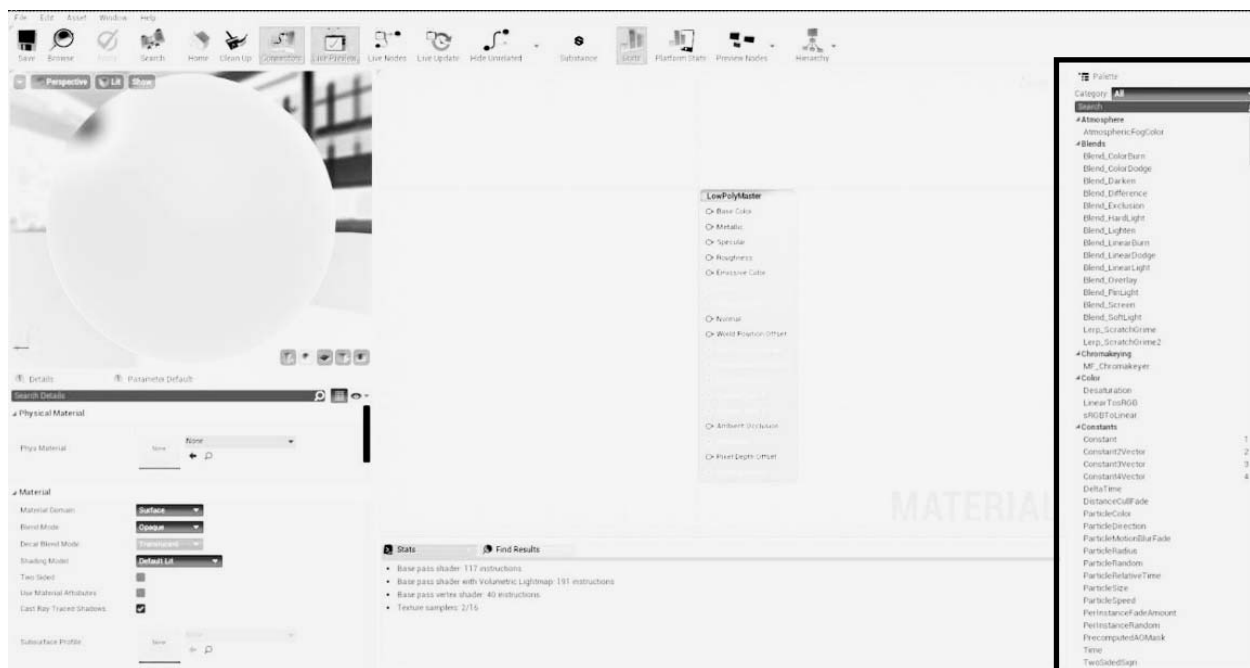 File Edit Asset Window Help
Save Browse Apply Search Home Clean Up Connectors Live Preview Live Nodes Live Update Hide Unrelated Substance Stats Platform Stats Preview Nodes Hierarchy
Perspective Lit Show
Details Parameter Default
Search Details
Physical Material
Phys Material None None
Material
Material Domain Surface
Blend Mode Opaque
Decal Blend Mode Translucent
Shading Model Default Lit
Two Sided
Use Material Attributes
Cast Ray Traced Shadows
Subsurface Profile None None
LowPolyMaster
Base Color
Metallic
Specular
Roughness
Emissive Color
Normal
World Position Offset
Ambient Occlusion
Pixel Depth Offset
MATERIAL
Stats Find Results
Base pass shader: 117 instructions
Base pass shader with Volumetric Lightmap: 191 instructions
Base pass vertex shader: 40 instructions
Texture samplers: 2/16
Palette
Category All
Search
Atmosphere
AtmosphericFogColor
Blends
Blend_ColorBurn
Blend_ColorDodge
Blend_Darken
Blend_Difference
Blend_Exclusion
Blend_HardLight
Blend_Lighten
Blend_LinearBurn
Blend_LinearDodge
Blend_LinearLight
Blend_Overlay
Blend_PinLight
Blend_Screen
Blend_SoftLight
Lerp_ScratchGrime
Lerp_ScratchGrime2
Chromakeying
MF_Chromakeyer
Color
Desaturation
LinearTosRGB
sRGBToLinear
Constants
Constant 1
Constant2Vector 2
Constant3Vector 3
Constant4Vector 4
DeltaTime
DistanceCullFade
ParticleColor
ParticleDirection
ParticleMotionBlurFade
ParticleRadius
ParticleRandom
ParticleRelativeTime
ParticleSize
ParticleSpeed
PerInstanceFadeAmount
PerInstanceRandom
PrecomputedAOMask
Time
TwoSidedSign